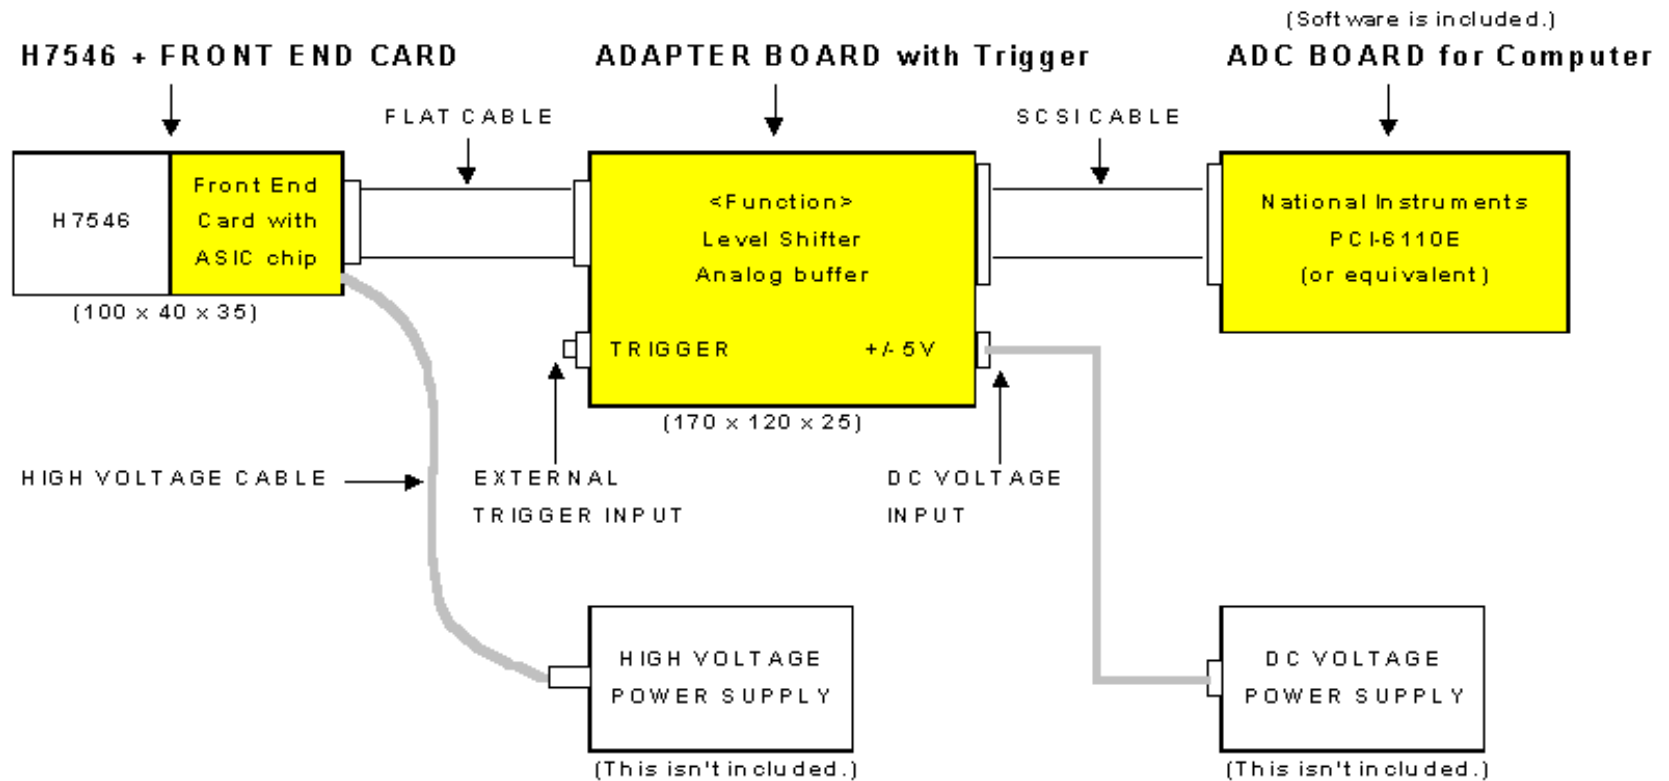 (Software is included.)
H7546 + FRONT END CARD
ADAPTER BOARD with Trigger
ADC BOARD for Computer
FLAT CABLE
SCSI CABLE
H7546
Front End
Card with
ASIC chip
(100 x 40 x 35)
<Function>
Level Shifter
Analog buffer
TRIGGER
+/- 5V
(170 x 120 x 25)
National Instruments
PCI-6110E
(or equivalent)
HIGH VOLTAGE CABLE
EXTERNAL
TRIGGER INPUT
DC VOLTAGE
INPUT
HIGH VOLTAGE
POWER SUPPLY
(This isn't included.)
DC VOLTAGE
POWER SUPPLY
(This isn't included.)